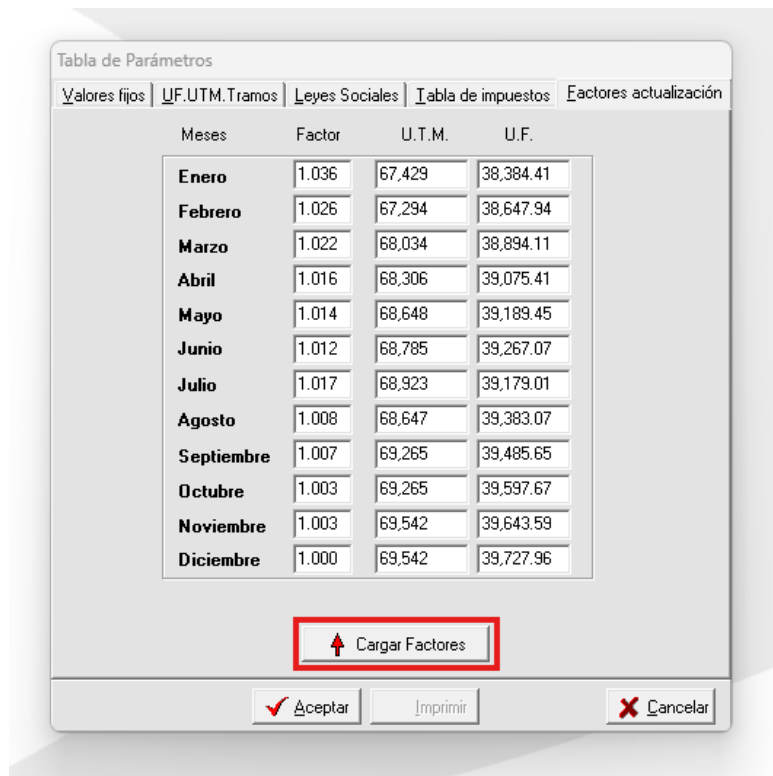 Tabla de Parámetros
Valores fijos UF.UTM.Tramos Leyes Sociales Tabla de impuestos Factores actualización
Meses Factor U.T.M. U.F.
Enero 1.036 67,429 38,384.41
Febrero 1.026 67,294 38,647.94
Marzo 1.022 68,034 38,894.11
Abril 1.016 68,306 39,075.41
Mayo 1.014 68,648 39,189.45
Junio 1.012 68,785 39,267.07
Julio 1.017 68,923 39,179.01
Agosto 1.008 68,647 39,383.07
Septiembre 1.007 69,265 39,485.65
Octubre 1.003 69,265 39,597.67
Noviembre 1.003 69,542 39,643.59
Diciembre 1.000 69,542 39,727.96
Cargar Factores
Aceptar Imprimir Cancelar